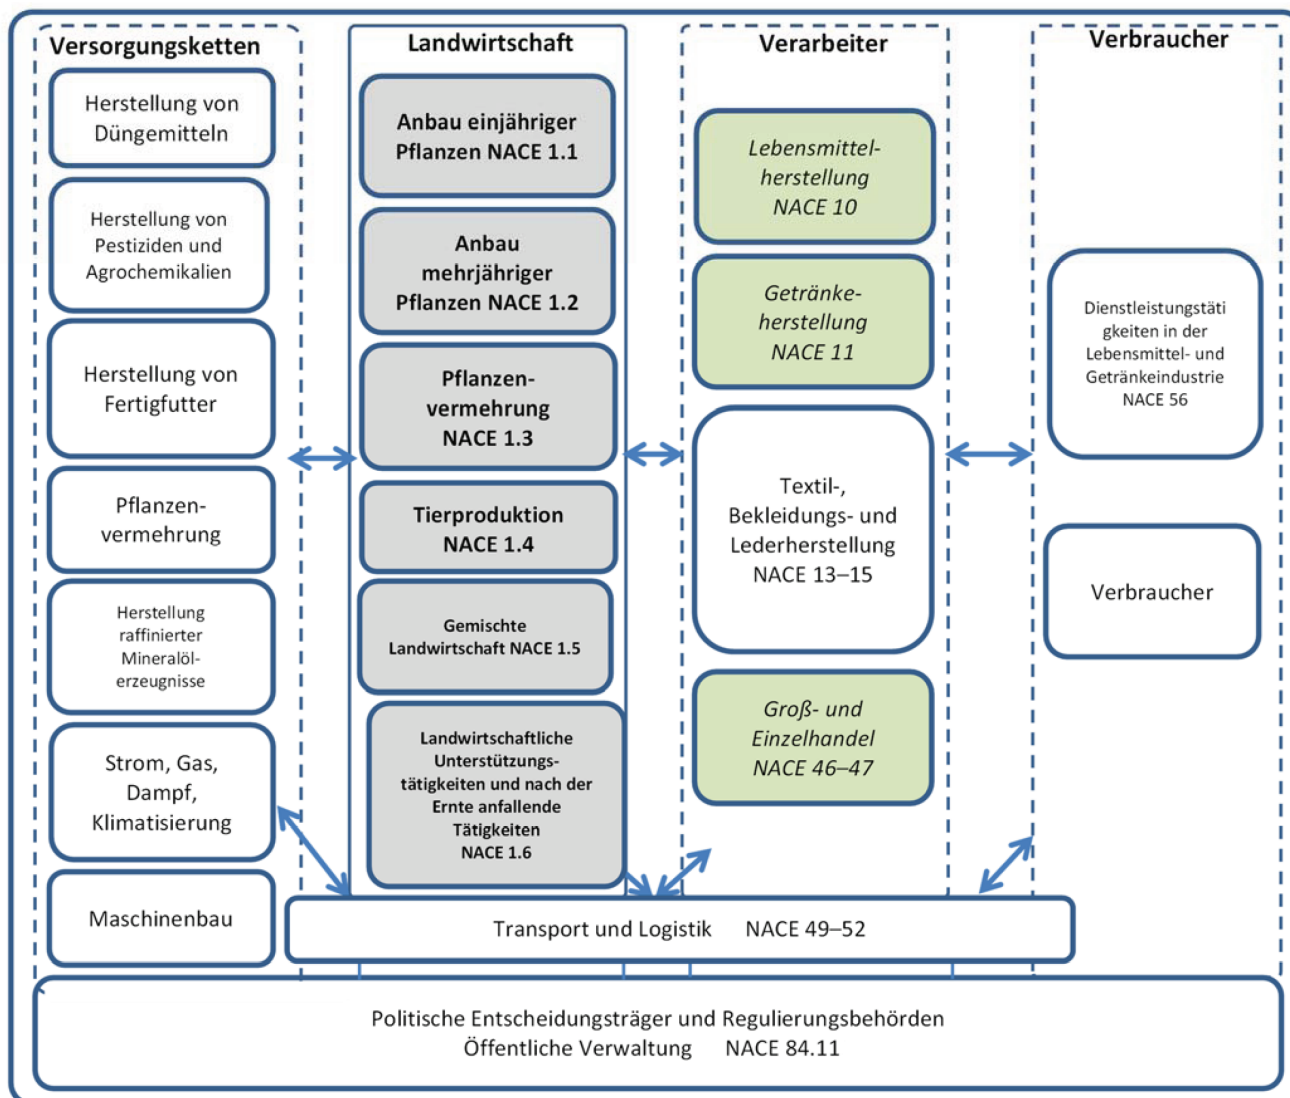 Versorgungsketten
Herstellung von
Düngemitteln
Herstellung von
Pestiziden und
Agrochemikalien
Herstellung von
Fertigfutter
Pflanzen-
vermehrung
Herstellung
raffinierter
Mineralöl-
erzeugnisse
Strom, Gas,
Dampf,
Klimatisierung
Maschinenbau
Landwirtschaft
Anbau einjähriger
Pflanzen NACE 1.1
Anbau
mehrjähriger
Pflanzen NACE 1.2
Pflanzen-
vermehrung
NACE 1.3
Tierproduktion
NACE 1.4
Gemischte
Landwirtschaft NACE 1.5
Landwirtschaftliche
Unterstützungs-
tätigkeiten und nach der
Ernte anfallende
Tätigkeiten
NACE 1.6
Verarbeiter
Lebensmittel-
herstellung
NACE 10
Getränke-
herstellung
NACE 11
Textil-,
Bekleidungs- und
Lederherstellung
NACE 13–15
Groß- und
Einzelhandel
NACE 46–47
Verbraucher
Dienstleistungstäti
gkeiten in der
Lebensmittel- und
Getränkeindustrie
NACE 56
Verbraucher
Transport und Logistik NACE 49–52
Politische Entscheidungsträger und Regulierungsbehörden
Öffentliche Verwaltung NACE 84.11